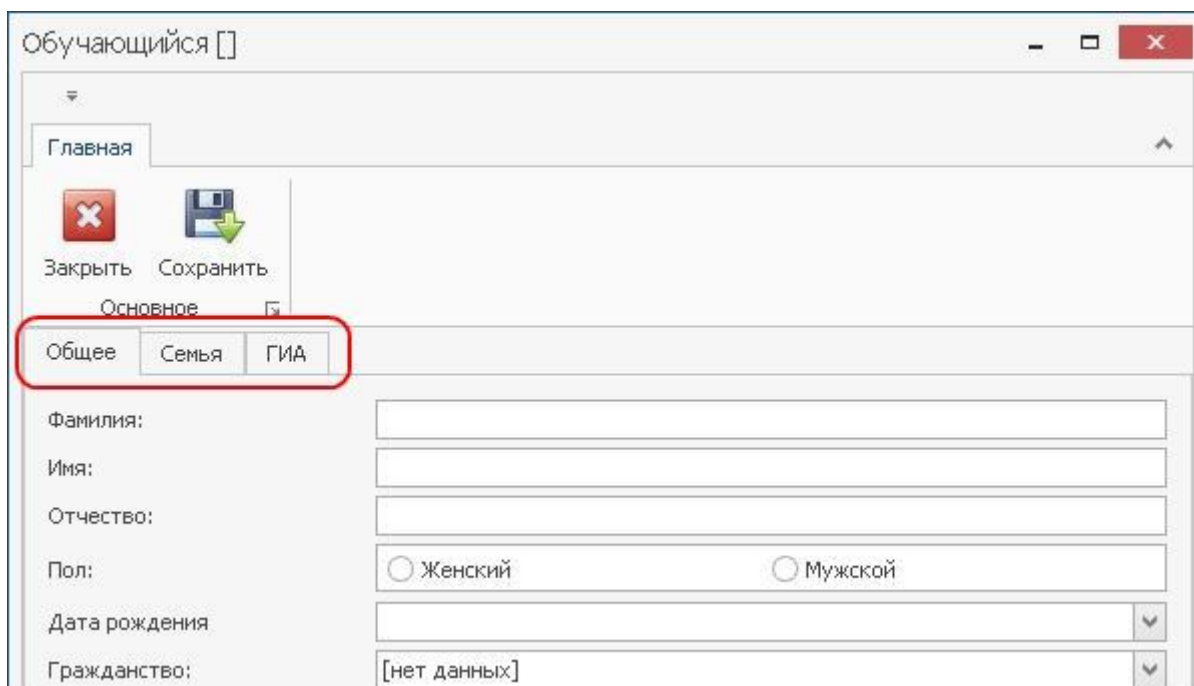 Обучающийся []
Главная
Закрыть Сохранить
Основное
Общее Семья ГИА
Фамилия:
Имя:
Отчество:
Пол: Женский Мужской
Дата рождения
Гражданство: [нет данных]